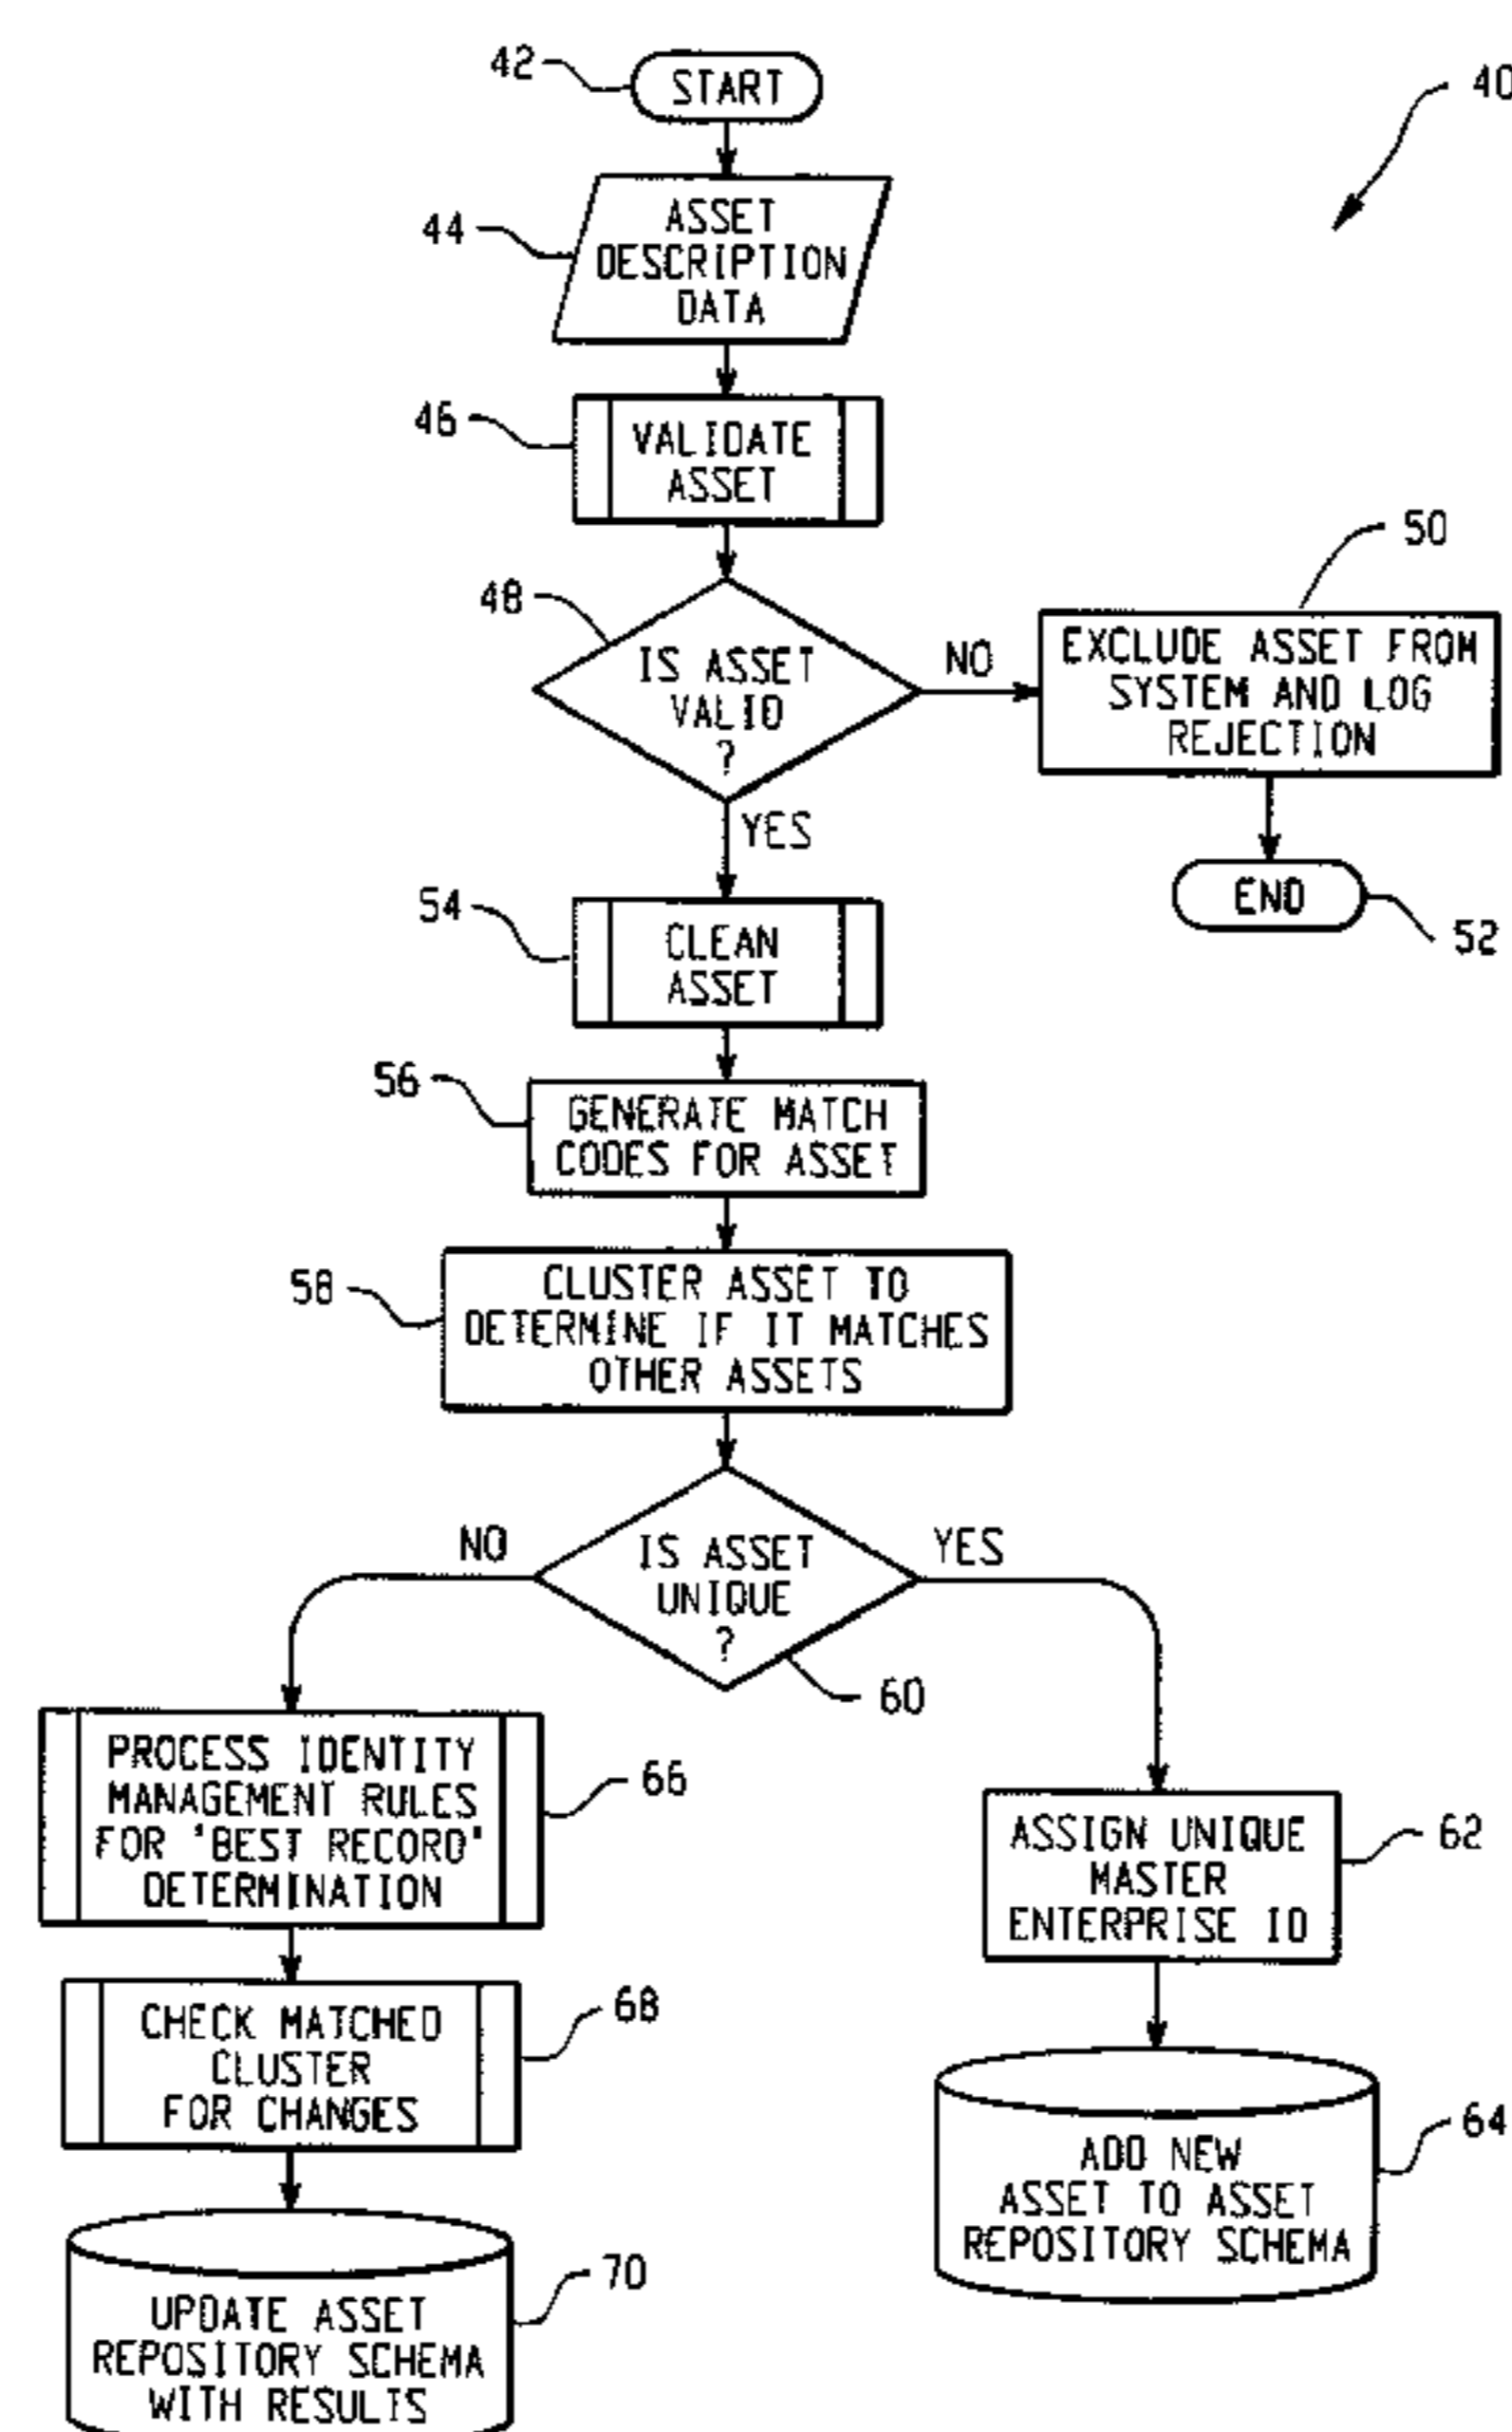 42
START
40
44
ASSET
DESCRIPTION
DATA
46
VALIDATE
ASSET
48
IS ASSET
VALID
?
NO
50
EXCLUDE ASSET FROM
SYSTEM AND LOG
REJECTION
YES
END
52
54
CLEAN
ASSET
56
GENERATE MATCH
CODES FOR ASSET
58
CLUSTER ASSET TO
DETERMINE IF IT MATCHES
OTHER ASSETS
NO
IS ASSET
UNIQUE
?
YES
60
PROCESS IDENTITY
MANAGEMENT RULES
FOR 'BEST RECORD'
DETERMINATION
66
ASSIGN UNIQUE
MASTER
ENTERPRISE ID
62
CHECK MATCHED
CLUSTER
FOR CHANGES
68
ADD NEW
ASSET TO ASSET
REPOSITORY SCHEMA
64
UPDATE ASSET
REPOSITORY SCHEMA
WITH RESULTS
70